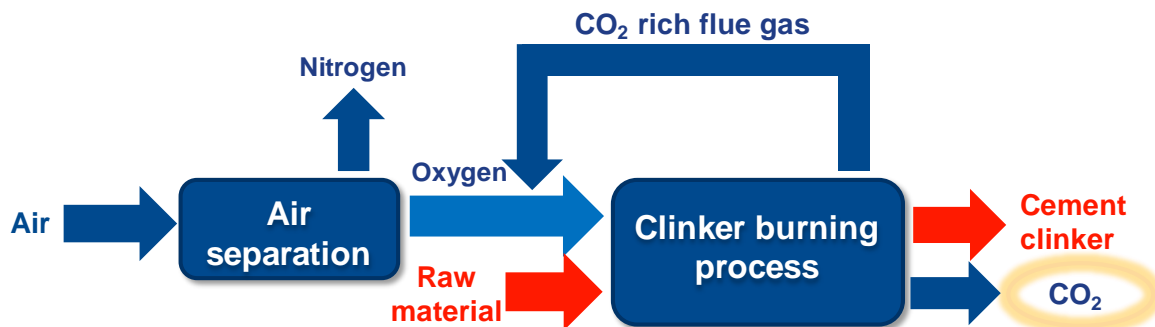 CO₂ rich flue gas
Nitrogen
Oxygen
Air
Air
separation
Clinker burning
process
Cement
clinker
Raw
material
CO₂